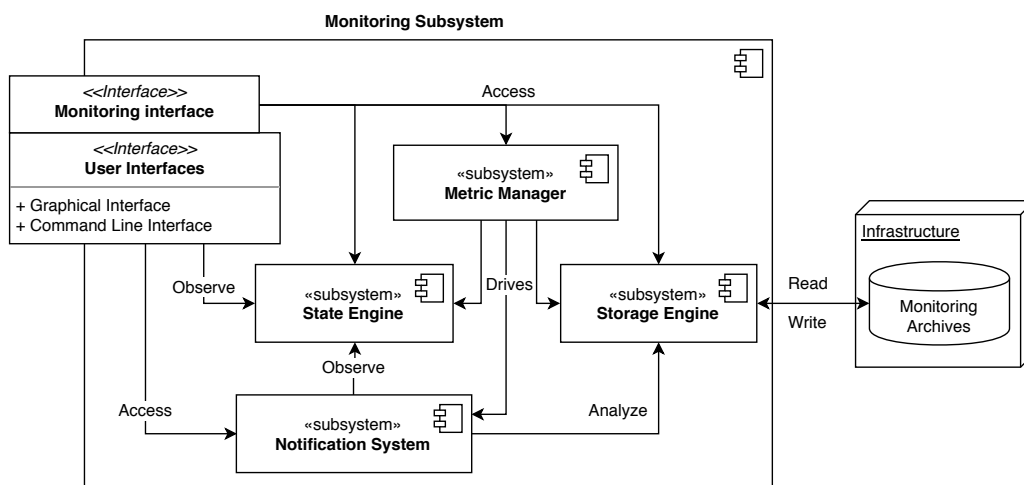 Monitoring Subsystem
<<Interface>>
Monitoring interface
Access
<<Interface>>
User Interfaces
+ Graphical Interface
+ Command Line Interface
«subsystem»
Metric Manager
Infrastructure
Observe
«subsystem»
State Engine
Drives
«subsystem»
Storage Engine
Read
Write
Monitoring
Archives
Observe
Access
«subsystem»
Notification System
Analyze